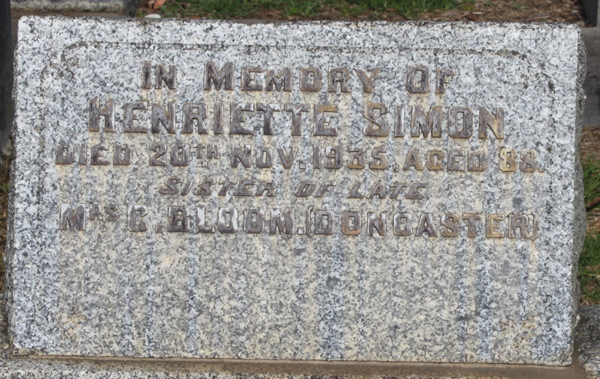 IN MEMORY OF
HENRIETTE SIMON
DIED 20TH NOV. 1935, AGED 88.
SISTER OF LATE
MRS C. BLOOM. (DONCASTER)